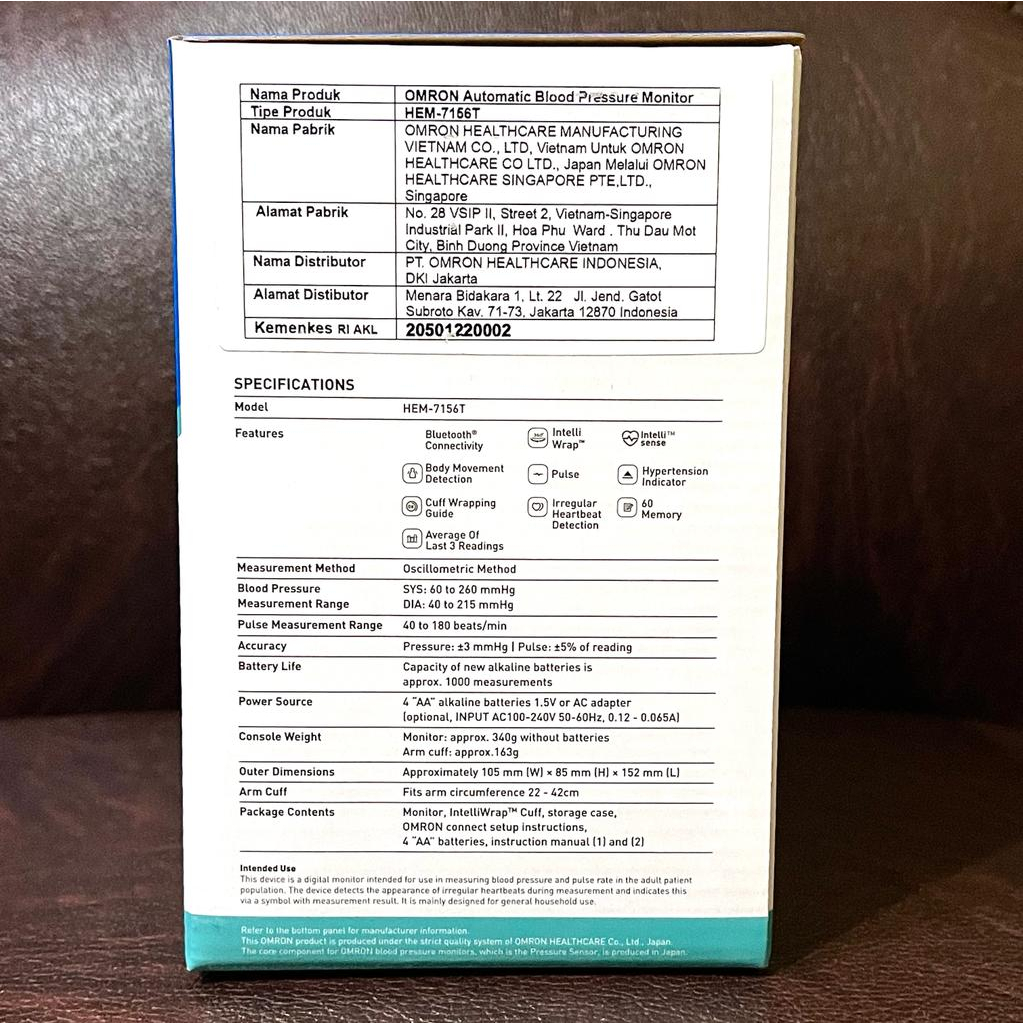 Nama Produk OMRON Automatic Blood Pressure Monitor
Tipe Produk HEM-7156T
Nama Pabrik OMRON HEALTHCARE MANUFACTURING
VIETNAM CO., LTD, Vietnam Untuk OMRON
HEALTHCARE CO LTD., Japan Melalui OMRON
HEALTHCARE SINGAPORE PTE,LTD.,
Singapore
Alamat Pabrik No. 28 VSIP II, Street 2, Vietnam-Singapore
Industrial Park II, Hoa Phu Ward . Thu Dau Mot
City, Binh Duong Province Vietnam
Nama Distributor PT. OMRON HEALTHCARE INDONESIA,
DKI Jakarta
Alamat Distibutor Menara Bidakara 1, Lt. 22 Jl. Jend. Gatot
Subroto Kav. 71-73, Jakarta 12870 Indonesia
Kemenkes RI AKL 20501220002
SPECIFICATIONS
Model HEM-7156T
Features
Bluetooth®
Connectivity
360°
Intelli
Wrap™
Intelli™
sense
Body Movement
Detection
Pulse
Hypertension
Indicator
OK
Cuff Wrapping
Guide
Irregular
Heartbeat
Detection
60
Memory
Average Of
Last 3 Readings
Measurement Method Oscillometric Method
Blood Pressure SYS: 60 to 260 mmHg
Measurement Range DIA: 40 to 215 mmHg
Pulse Measurement Range 40 to 180 beats/min
Accuracy Pressure: ±3 mmHg | Pulse: ±5% of reading
Battery Life Capacity of new alkaline batteries is
approx. 1000 measurements
Power Source 4 "AA" alkaline batteries 1.5V or AC adapter
(optional, INPUT AC100-240V 50-60Hz, 0.12 - 0.065A)
Console Weight Monitor: approx. 340g without batteries
Arm cuff: approx.163g
Outer Dimensions Approximately 105 mm (W) × 85 mm (H) × 152 mm (L)
Arm Cuff Fits arm circumference 22 - 42cm
Package Contents Monitor, IntelliWrap™ Cuff, storage case,
OMRON connect setup instructions,
4 "AA" batteries, instruction manual (1) and (2)
Intended Use
This device is a digital monitor intended for use in measuring blood pressure and pulse rate in the adult patient
population. The device detects the appearance of irregular heartbeats during measurement and indicates this
via a symbol with measurement result. It is mainly designed for general household use.
Refer to the bottom panel for manufacturer information.
This OMRON product is produced under the strict quality system of OMRON HEALTHCARE Co., Ltd., Japan.
The core component for OMRON blood pressure monitors, which is the Pressure Sensor, is produced in Japan.